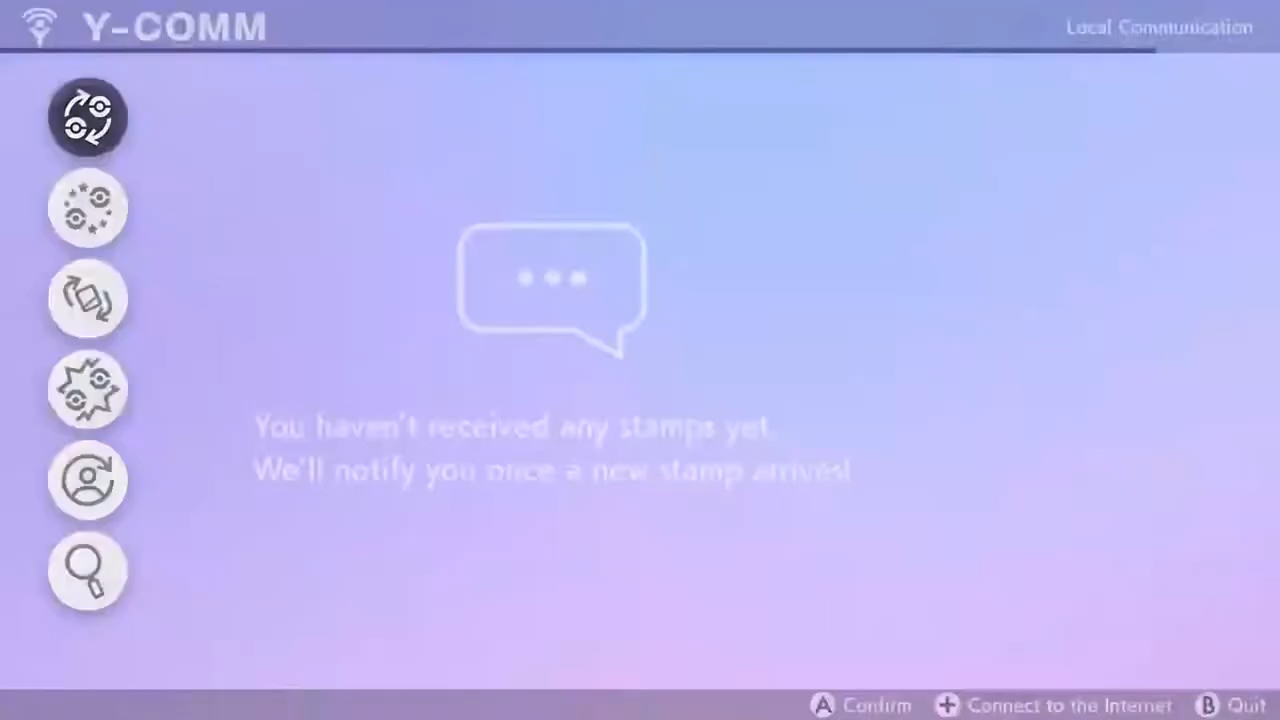 Y-COMM
Local Communication
You haven't received any stamps yet.
We'll notify you once a new stamp arrives!
A Confirm + Connect to the Internet B Quit